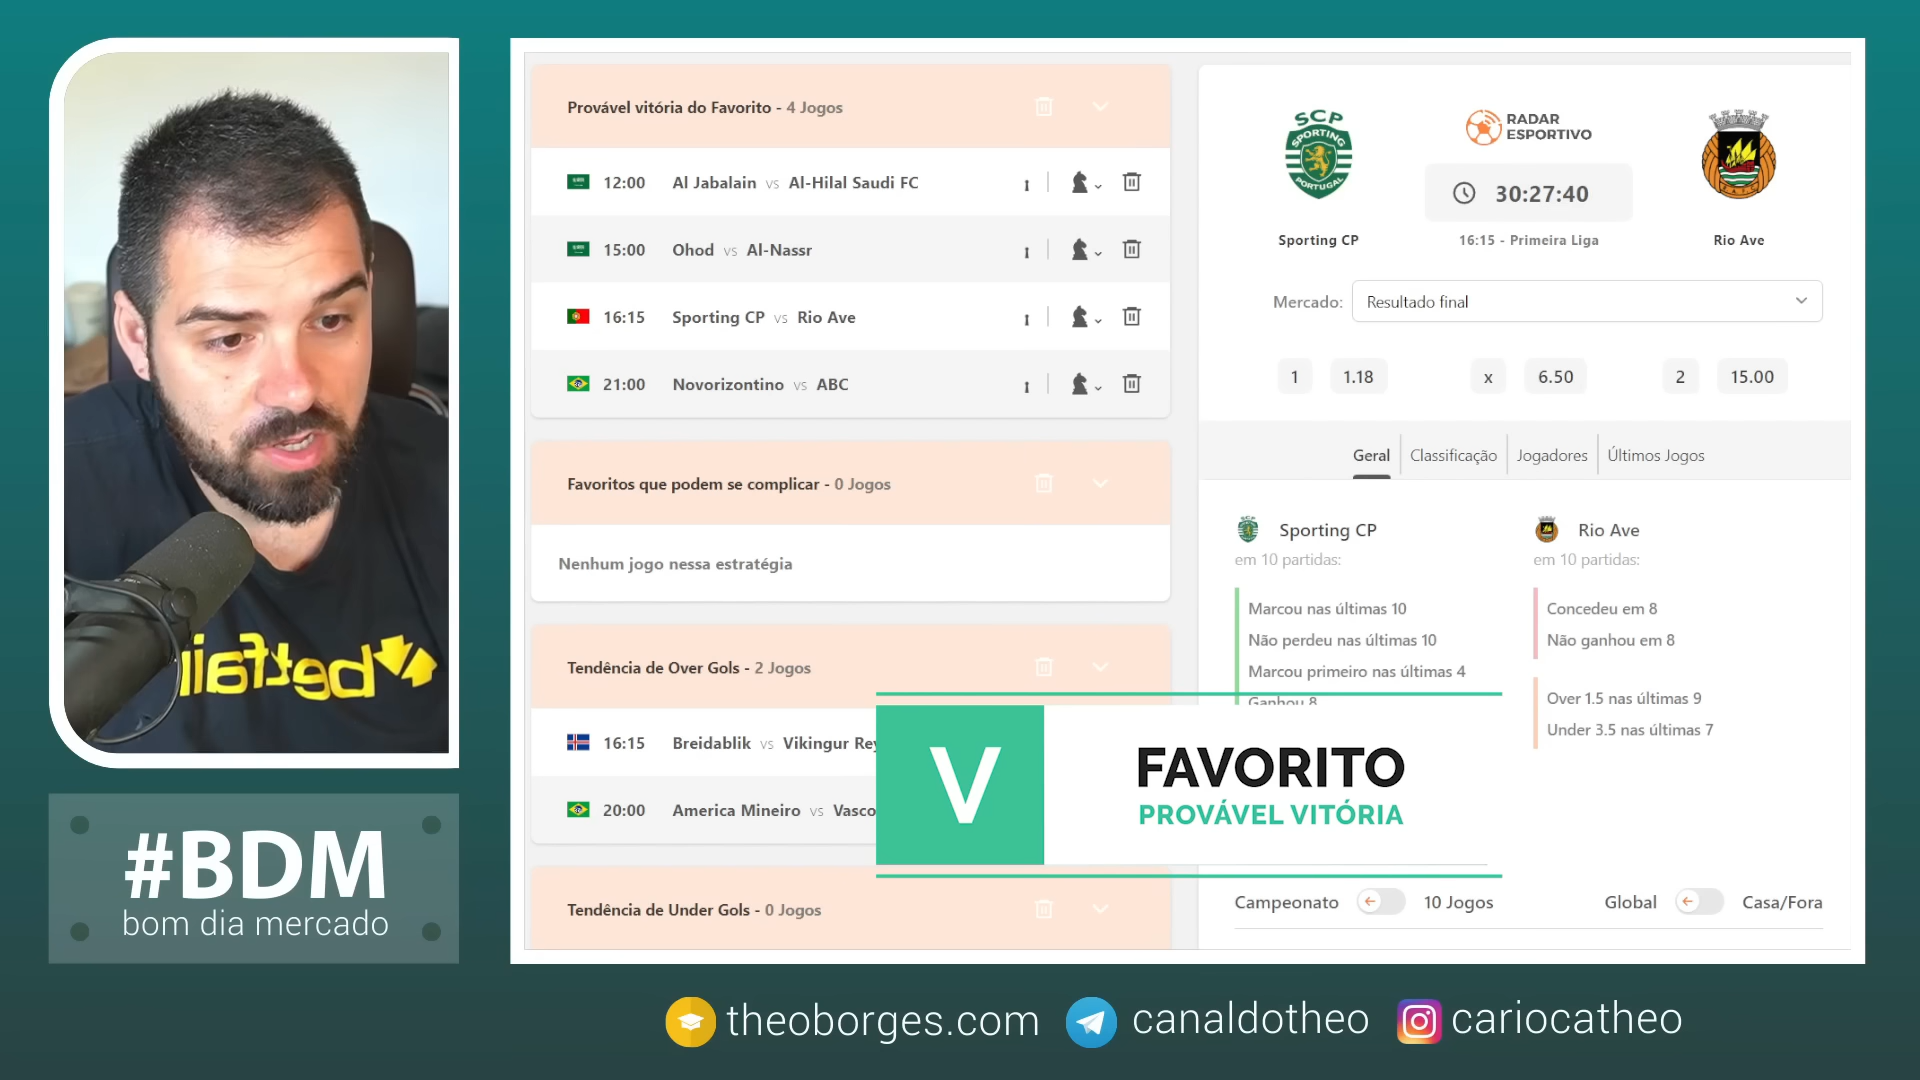 betfair
#BDM
bom dia mercado
Provável vitória do Favorito - 4 Jogos
12:00 Al Jabalain vs Al-Hilal Saudi FC
15:00 Ohod vs Al-Nassr
16:15 Sporting CP vs Rio Ave
21:00 Novorizontino vs ABC
Favoritos que podem se complicar - 0 Jogos
Nenhum jogo nessa estratégia
Tendência de Over Gols - 2 Jogos
16:15 Breidablik vs Vikingur
20:00 America Mineiro vs Vasco
Tendência de Under Gols - 0 Jogos
SCP
SPORTING
PORTUGAL
RADAR
ESPORTIVO
30:27:40
Sporting CP
16:15 - Primeira Liga
Rio Ave
Mercado: Resultado final
1 1.18 x 6.50 2 15.00
Geral Classificação Jogadores Últimos Jogos
Sporting CP
em 10 partidas:
Marcou nas últimas 10
Não perdeu nas últimas 10
Marcou primeiro nas últimas 4
Ganhou 8
Rio Ave
em 10 partidas:
Concedeu em 8
Não ganhou em 8
Over 1.5 nas últimas 9
Under 3.5 nas últimas 7
V
FAVORITO
PROVÁVEL VITÓRIA
Campeonato 10 Jogos Global Casa/Fora
theoborges.com canaldotheo cariocatheo